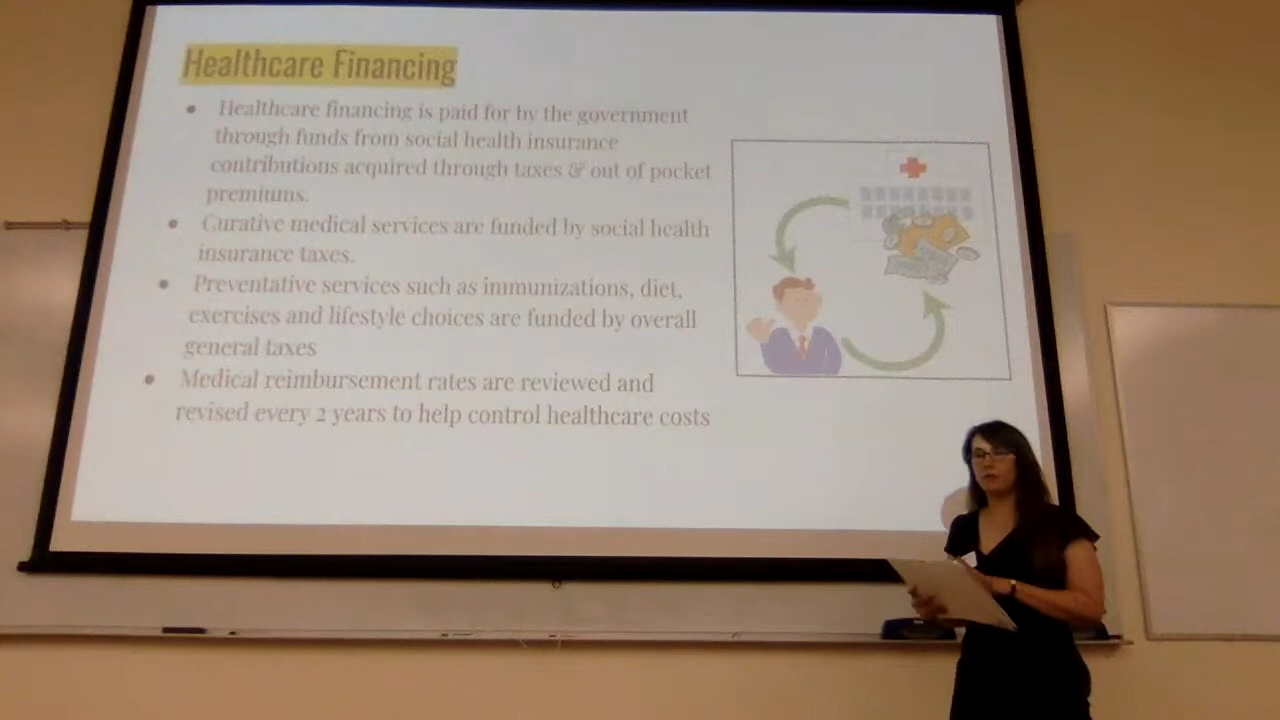 Healthcare Financing
● Healthcare financing is paid for by the government
through funds from social health insurance
contributions acquired through taxes & out of pocket
premiums.
● Curative medical services are funded by social health
insurance taxes.
● Preventative services such as immunizations, diet,
exercises and lifestyle choices are funded by overall
general taxes
● Medical reimbursement rates are reviewed and
revised every 2 years to help control healthcare costs